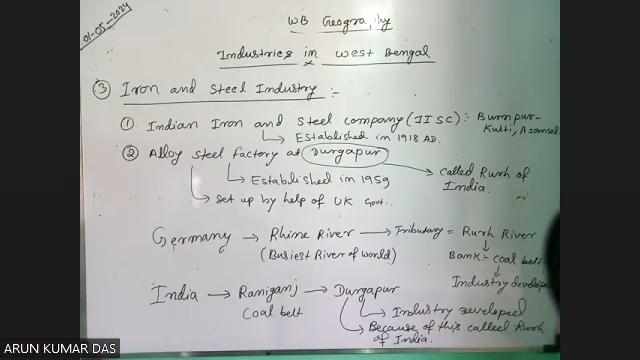 01-05-2024
WB Geography
Industries in West Bengal
③ Iron and Steel Industry :-
① Indian Iron and Steel company (IISC) :- Burnpur-
Kulti, Asansol
Established in 1918 AD.
② Alloy steel factory at Durgapur
called Rurh of
India.
Established in 1959
Set up by help of UK Govt.
Germany → Rhine River → Tributary = Rurh River
(Busiest River of world)
Bank = coal belt
Industry develope
India → Raniganj → Durgapur
Coal belt
Industry developed
Because of this called Rurh
of India.
ARUN KUMAR DAS